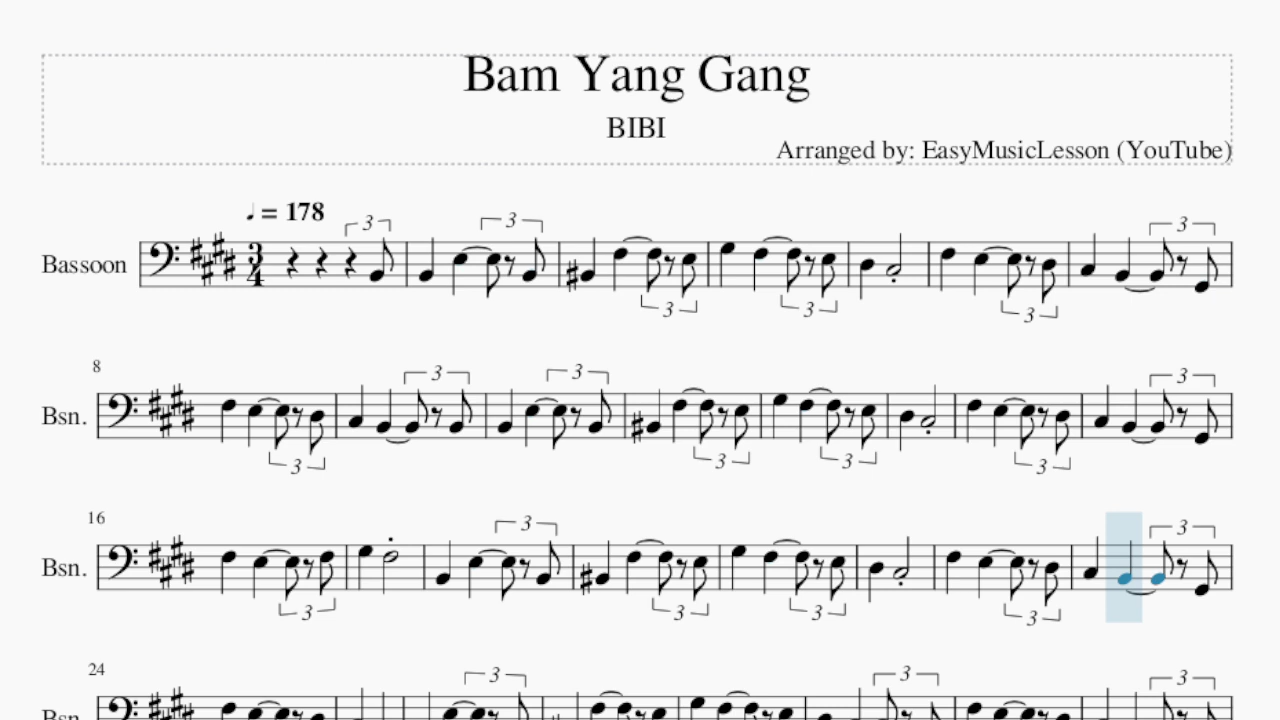 Bam Yang Gang
BIBI
Arranged by: EasyMusicLesson (YouTube)
♩ = 178
3 3 3
Bassoon 3 4
3 3 3
8
3 3 3
Bsn.
3 3 3 3
16
3 3
Bsn.
3 3 3 3
24
3 3 3
Bsn.